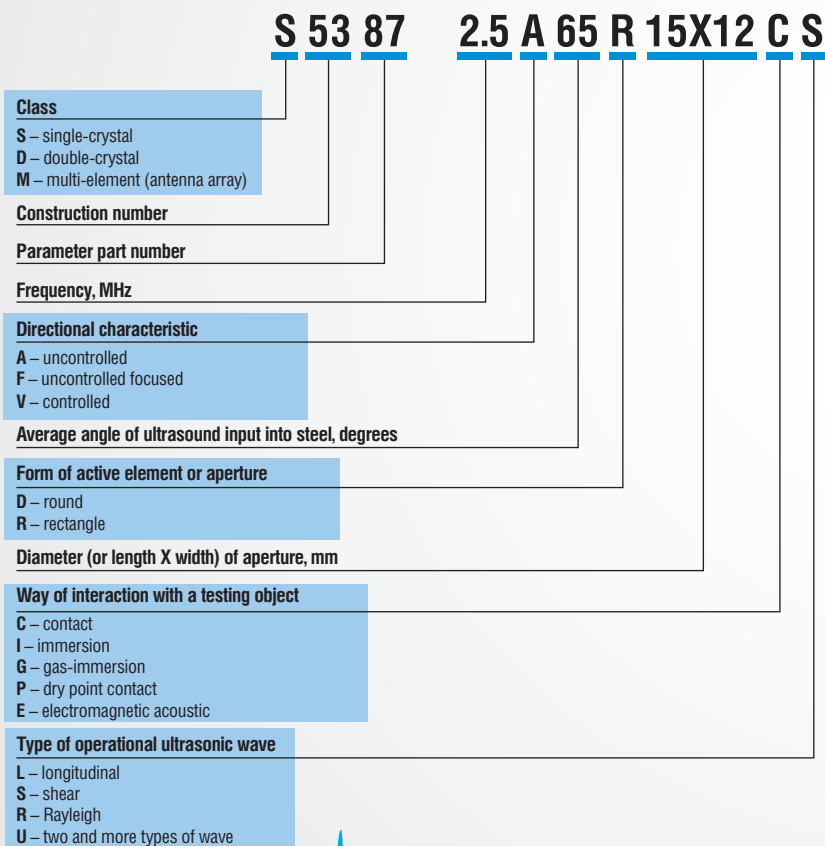 S 53 87 2.5 A 65 R 15X12 C S
Class
S – single-crystal
D – double-crystal
M – multi-element (antenna array)
Construction number
Parameter part number
Frequency, MHz
Directional characteristic
A – uncontrolled
F – uncontrolled focused
V – controlled
Average angle of ultrasound input into steel, degrees
Form of active element or aperture
D – round
R – rectangle
Diameter (or length X width) of aperture, mm
Way of interaction with a testing object
C – contact
I – immersion
G – gas-immersion
P – dry point contact
E – electromagnetic acoustic
Type of operational ultrasonic wave
L – longitudinal
S – shear
R – Rayleigh
U – two and more types of wave